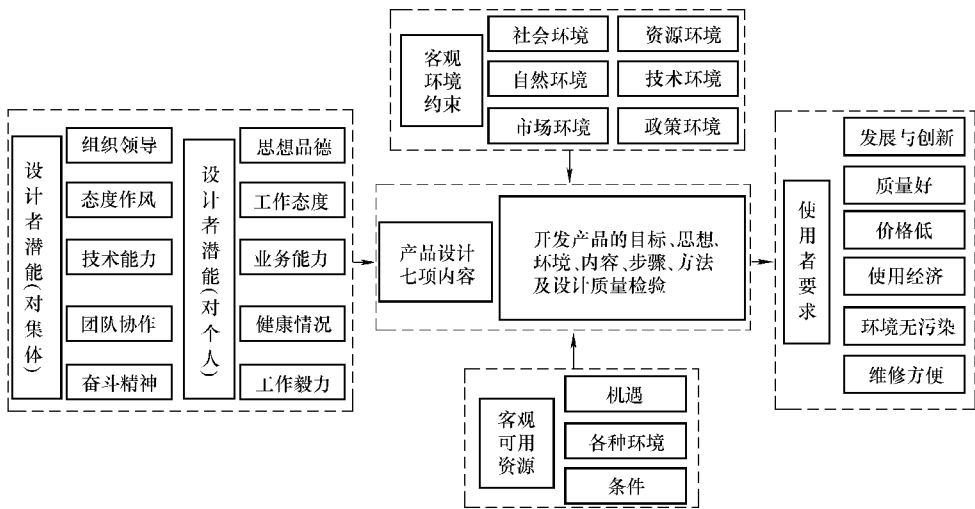 客观
环境
约束
社会环境
资源环境
自然环境
技术环境
市场环境
政策环境
设计者潜能(对集体)
组织领导
态度作风
技术能力
团队协作
奋斗精神
设计者潜能(对个人)
思想品德
工作态度
业务能力
健康情况
工作毅力
产品设计
七项内容
开发产品的目标、思想、
环境、内容、步骤、方法
及设计质量检验
使用者要求
发展与创新
质量好
价格低
使用经济
环境无污染
维修方便
客观
可用
资源
机遇
各种环境
条件